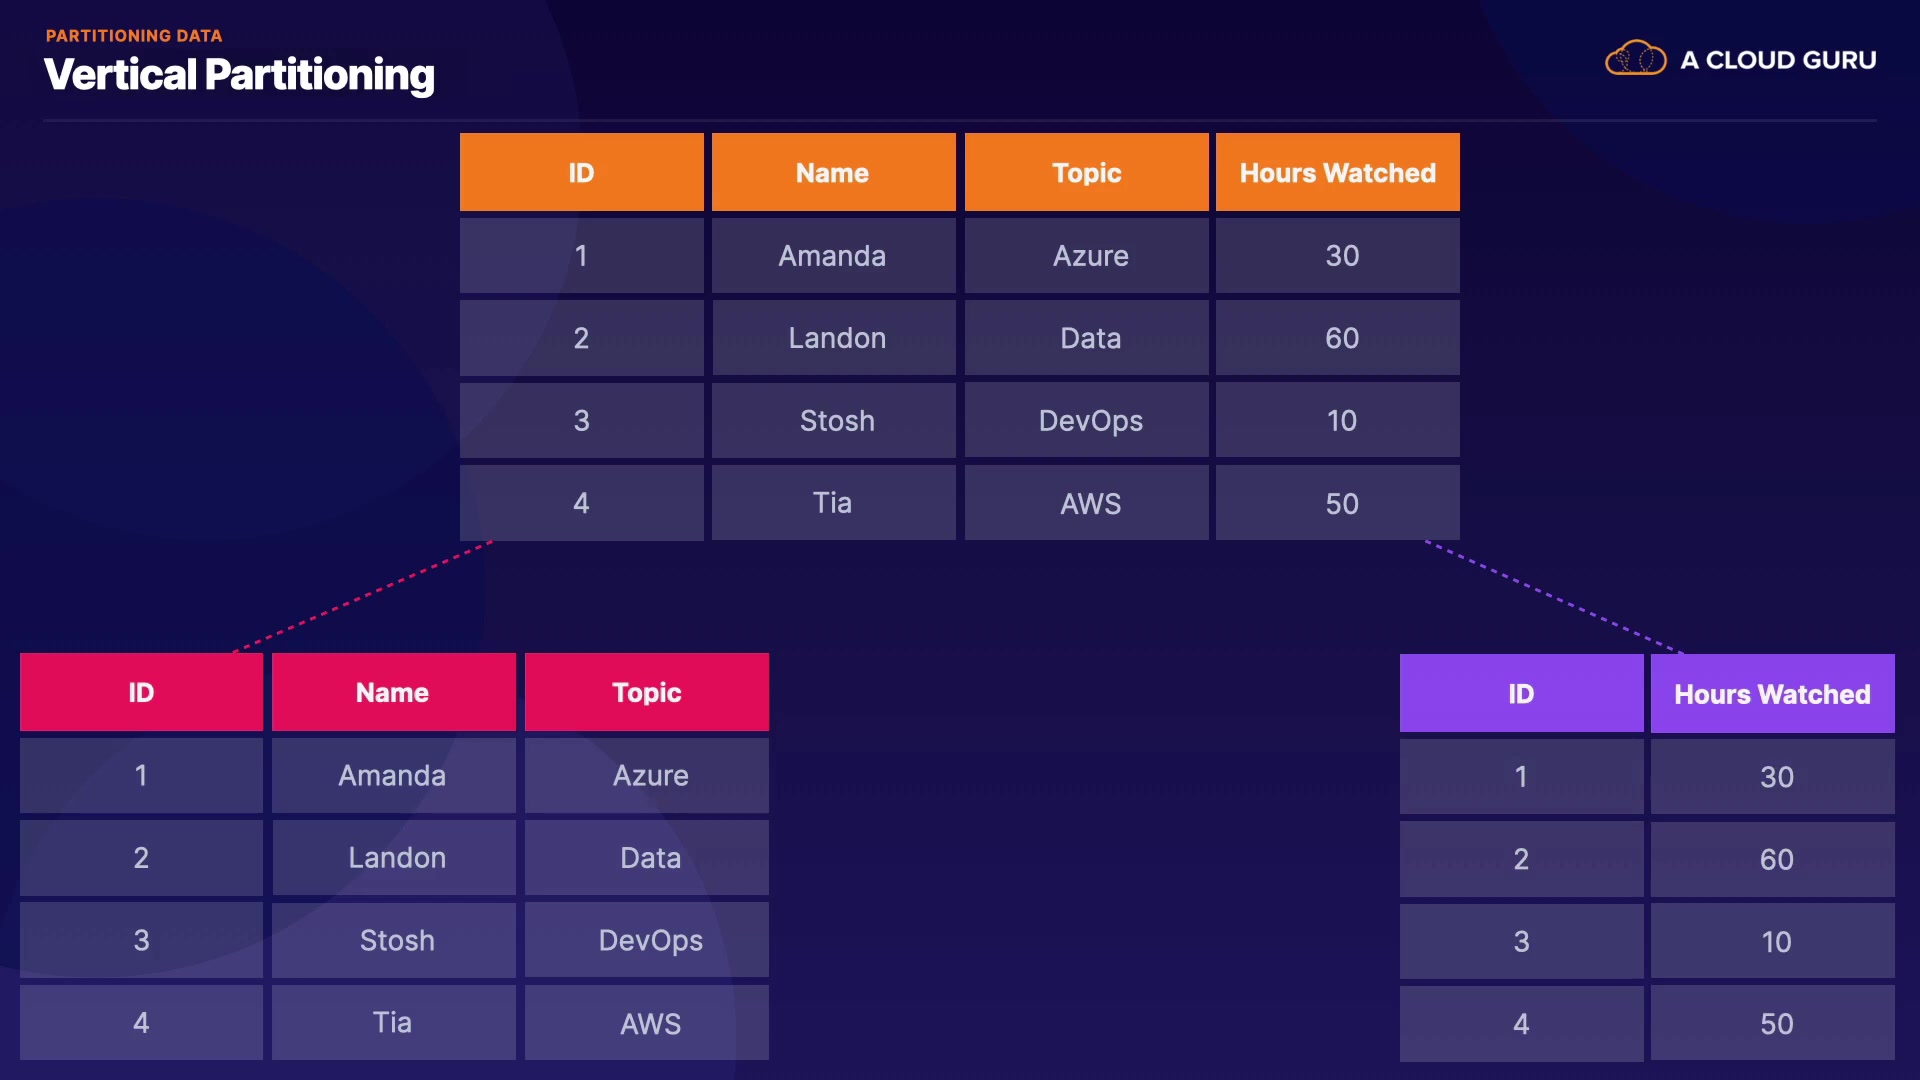 PARTITIONING DATA
Vertical Partitioning
A CLOUD GURU
ID Name Topic Hours Watched
1 Amanda Azure 30
2 Landon Data 60
3 Stosh DevOps 10
4 Tia AWS 50
ID Name Topic
1 Amanda Azure
2 Landon Data
3 Stosh DevOps
4 Tia AWS
ID Hours Watched
1 30
2 60
3 10
4 50